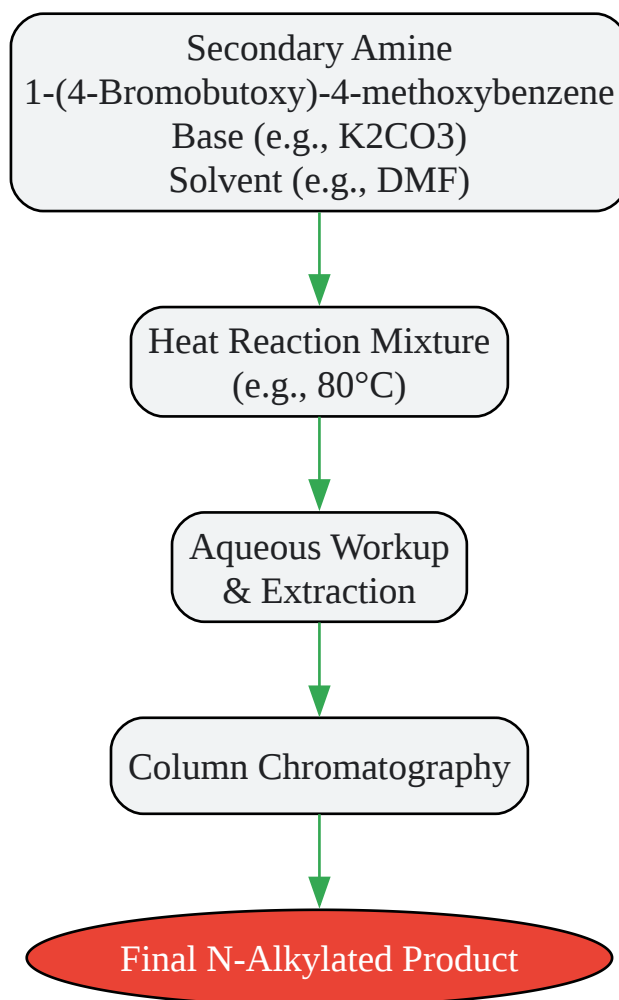 Secondary Amine
1-(4-Bromobutoxy)-4-methoxybenzene
Base (e.g., K2CO3)
Solvent (e.g., DMF)
Heat Reaction Mixture
(e.g., 80°C)
Aqueous Workup
& Extraction
Column Chromatography
Final N-Alkylated Product